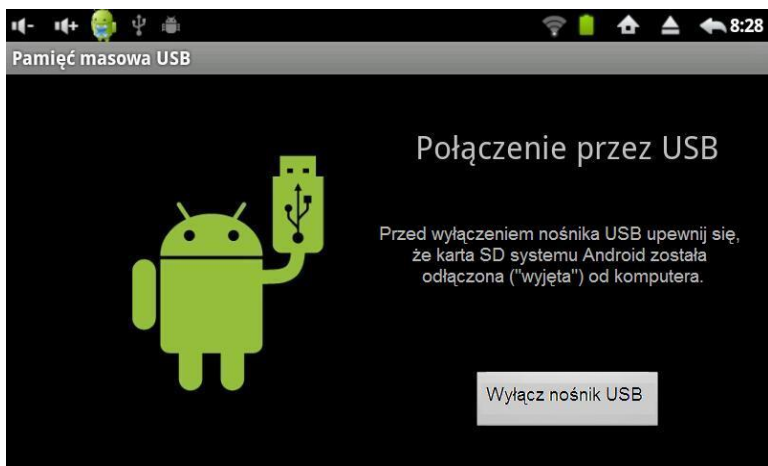 8:28
Pamięć masowa USB
Połączenie przez USB
Przed wyłączeniem nośnika USB upewnij się,
że karta SD systemu Android została
odłączona ("wyjęta") od komputera.
Wyłącz nośnik USB